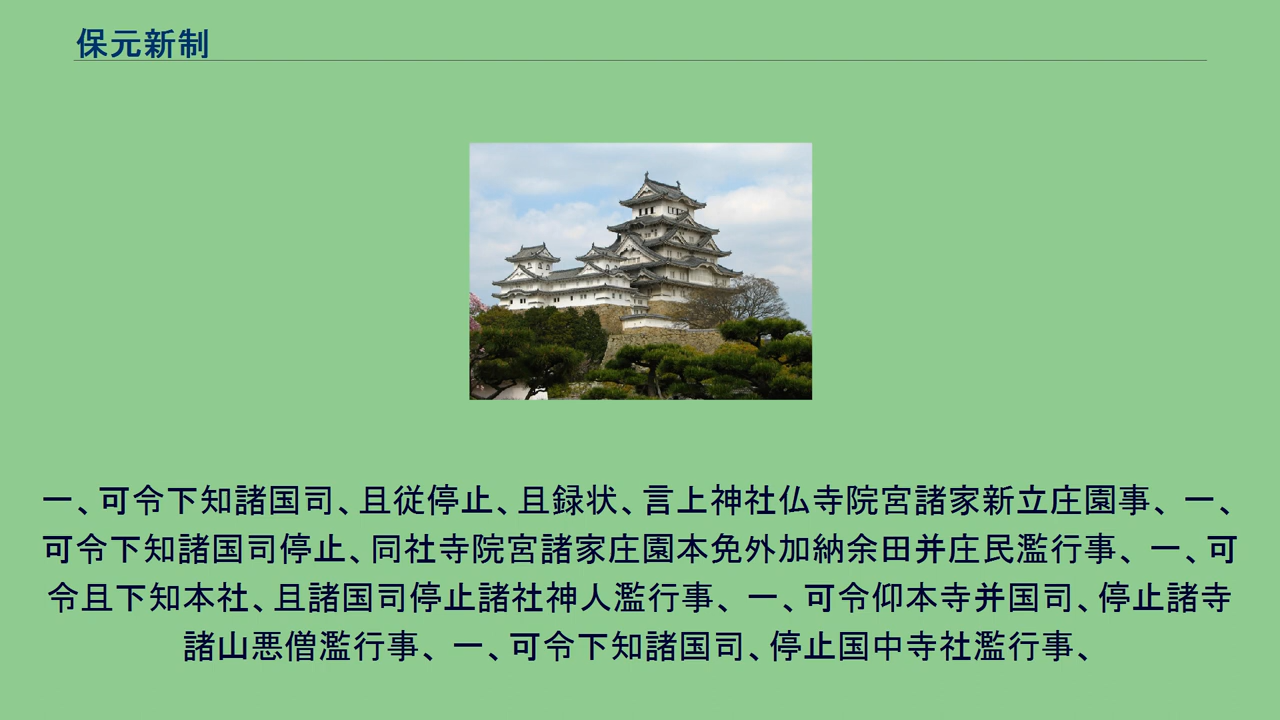 保元新制
一、可令下知諸国司、且従停止、且録状、言上神社仏寺院宮諸家新立庄園事、一、
可令下知諸国司停止、同社寺院宮諸家庄園本免外加納余田并庄民濫行事、一、可
令且下知本社、且諸国司停止諸社神人濫行事、一、可令仰本寺并国司、停止諸寺
諸山悪僧濫行事、一、可令下知諸国司、停止国中寺社濫行事、